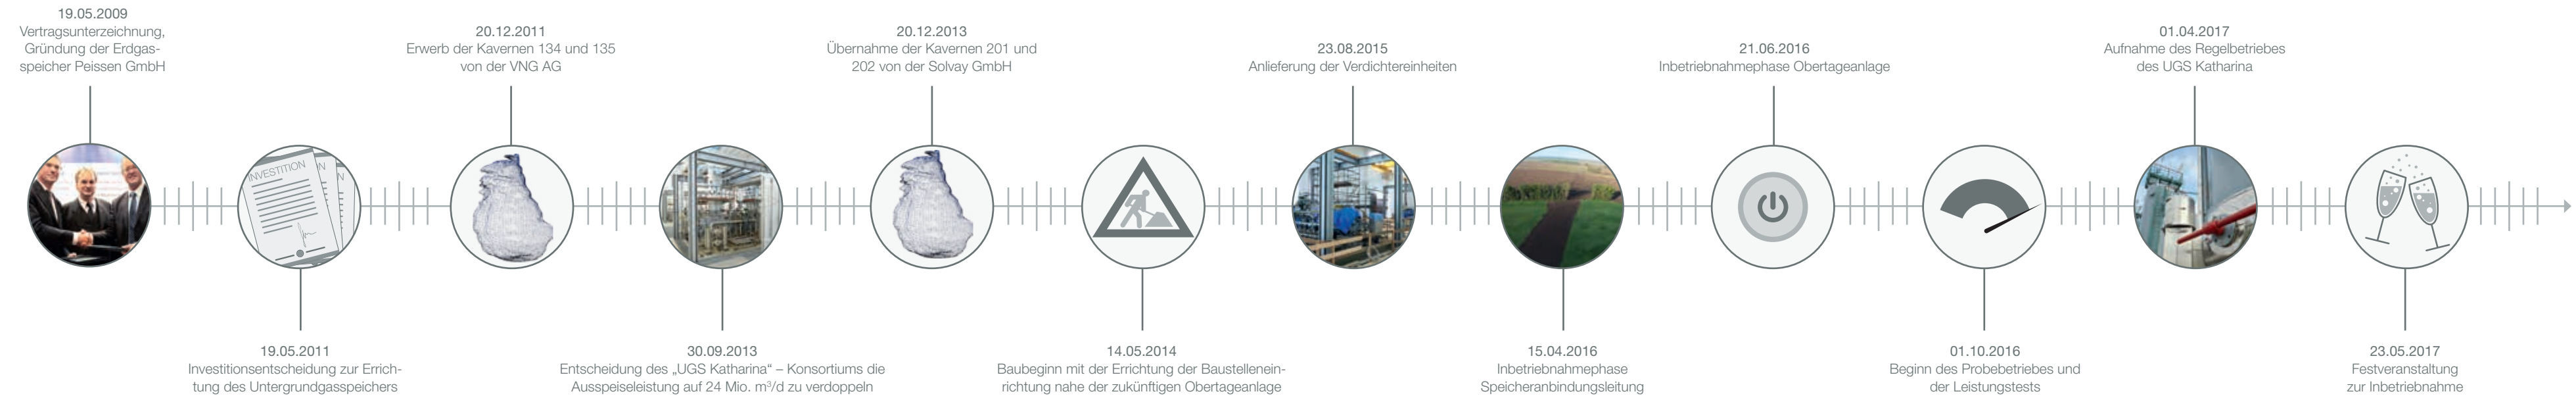 19.05.2009
Vertragsunterzeichnung,
Gründung der Erdgas-
speicher Peissen GmbH
INVESTITION
N
N
19.05.2011
Investitionsentscheidung zur Errich-
tung des Untergrundgasspeichers
20.12.2011
Erwerb der Kavernen 134 und 135
von der VNG AG
30.09.2013
Entscheidung des „UGS Katharina“ – Konsortiums die
Ausspeiseleistung auf 24 Mio. m³/d zu verdoppeln
20.12.2013
Übernahme der Kavernen 201 und
202 von der Solvay GmbH
14.05.2014
Baubeginn mit der Errichtung der Baustellenein-
richtung nahe der zukünftigen Obertageanlage
23.08.2015
Anlieferung der Verdichtereinheiten
15.04.2016
Inbetriebnahmephase
Speicheranbindungsleitung
21.06.2016
Inbetriebnahmephase Obertageanlage
01.10.2016
Beginn des Probebetriebes und
der Leistungstests
01.04.2017
Aufnahme des Regelbetriebes
des UGS Katharina
23.05.2017
Festveranstaltung
zur Inbetriebnahme